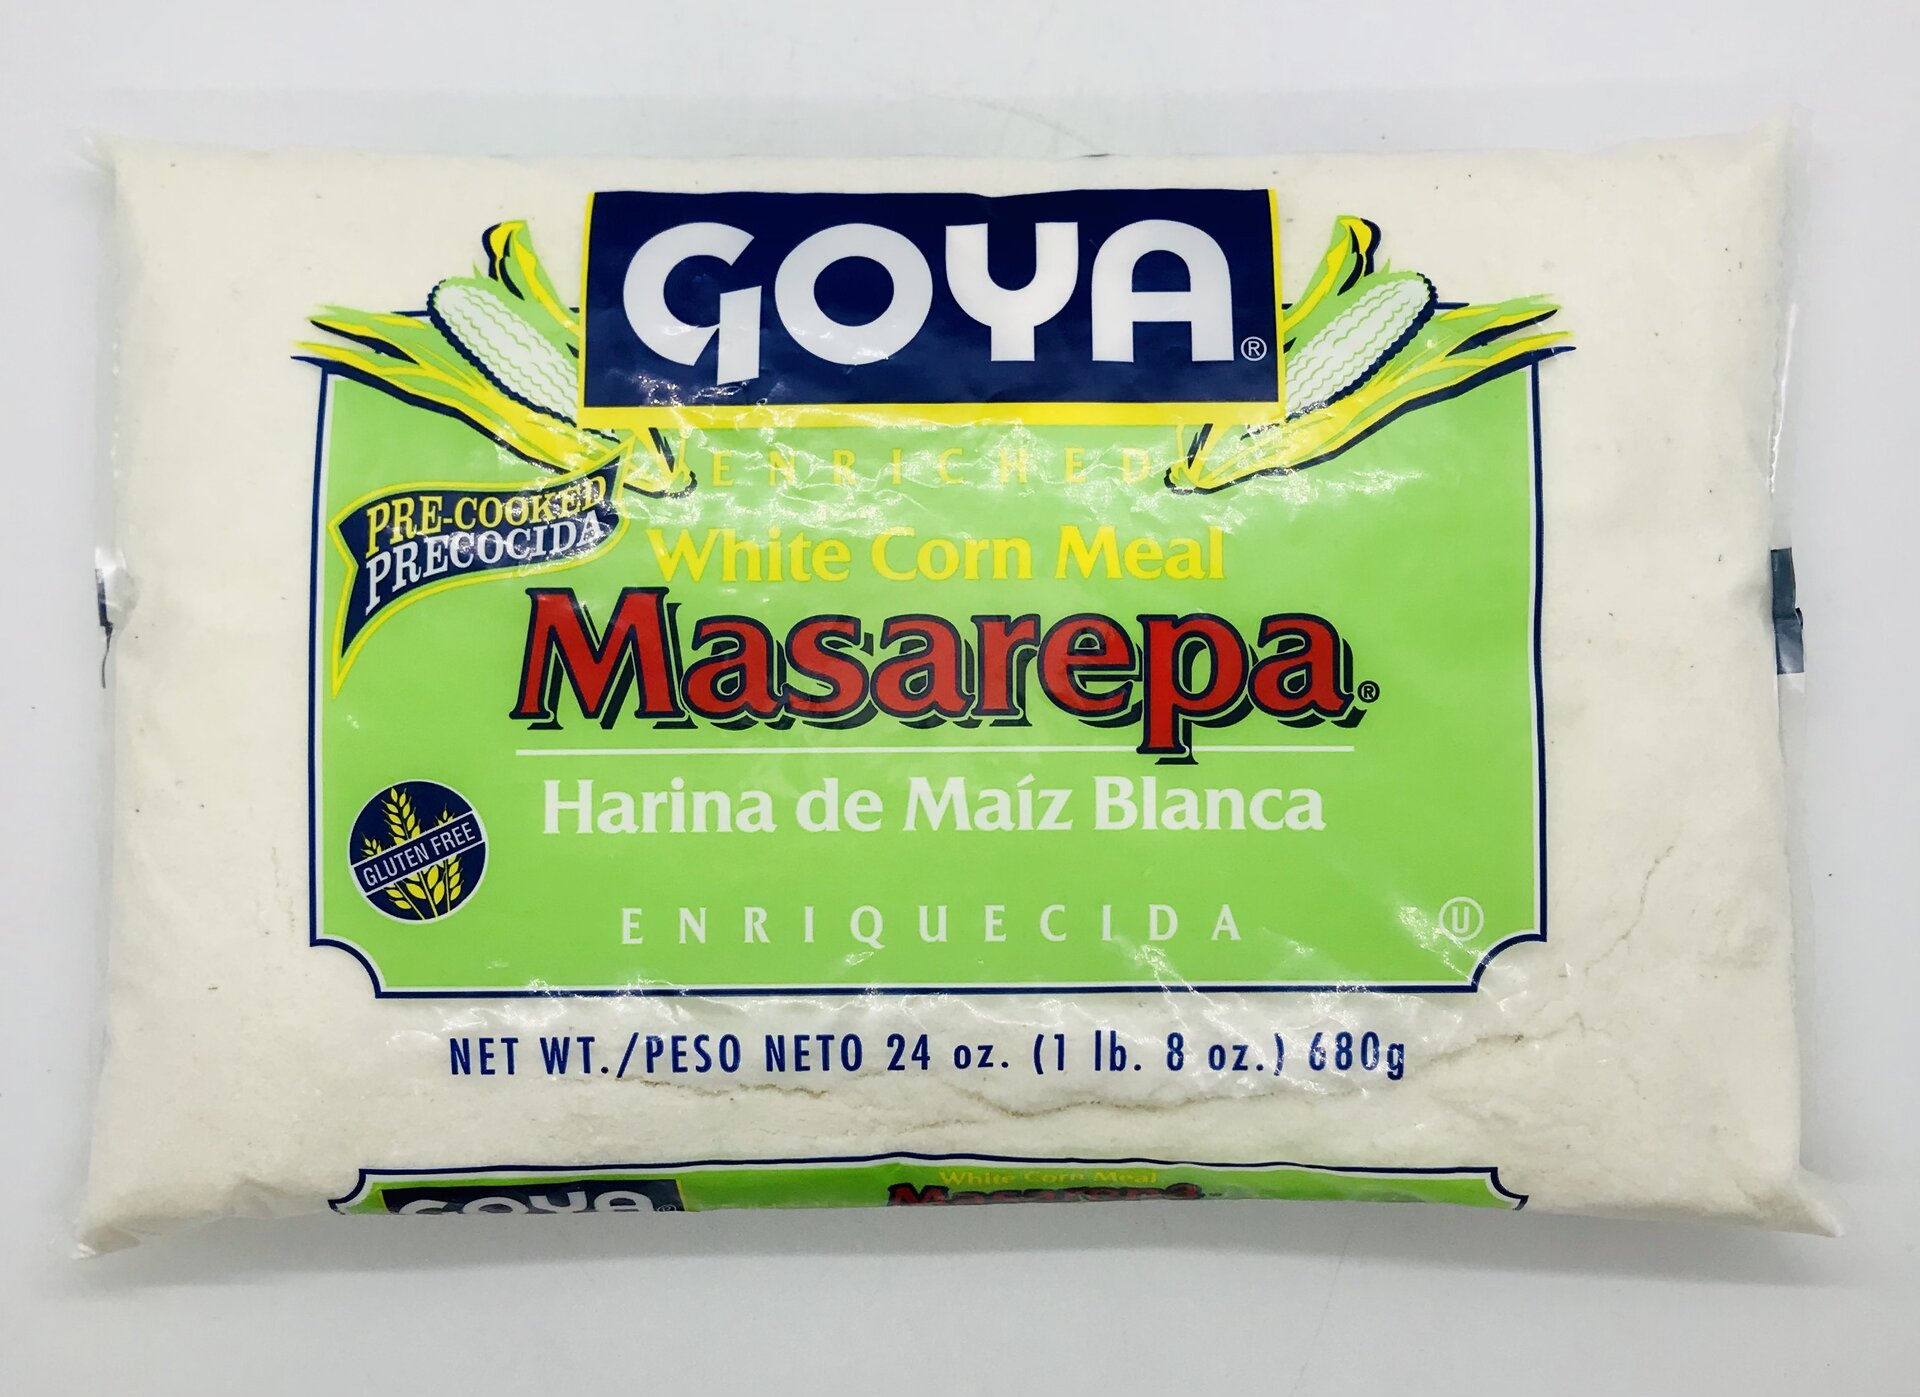 GOYA®
ENRICHED
PRE-COOKED
PRECOCIDA
White Corn Meal
Masarepa®
Harina de Maíz Blanca
GLUTEN FREE
ENRIQUECIDA
U
NET WT./PESO NETO 24 oz. (1 lb. 8 oz.) 680g
White Corn Meal
GOYA® Masarepa